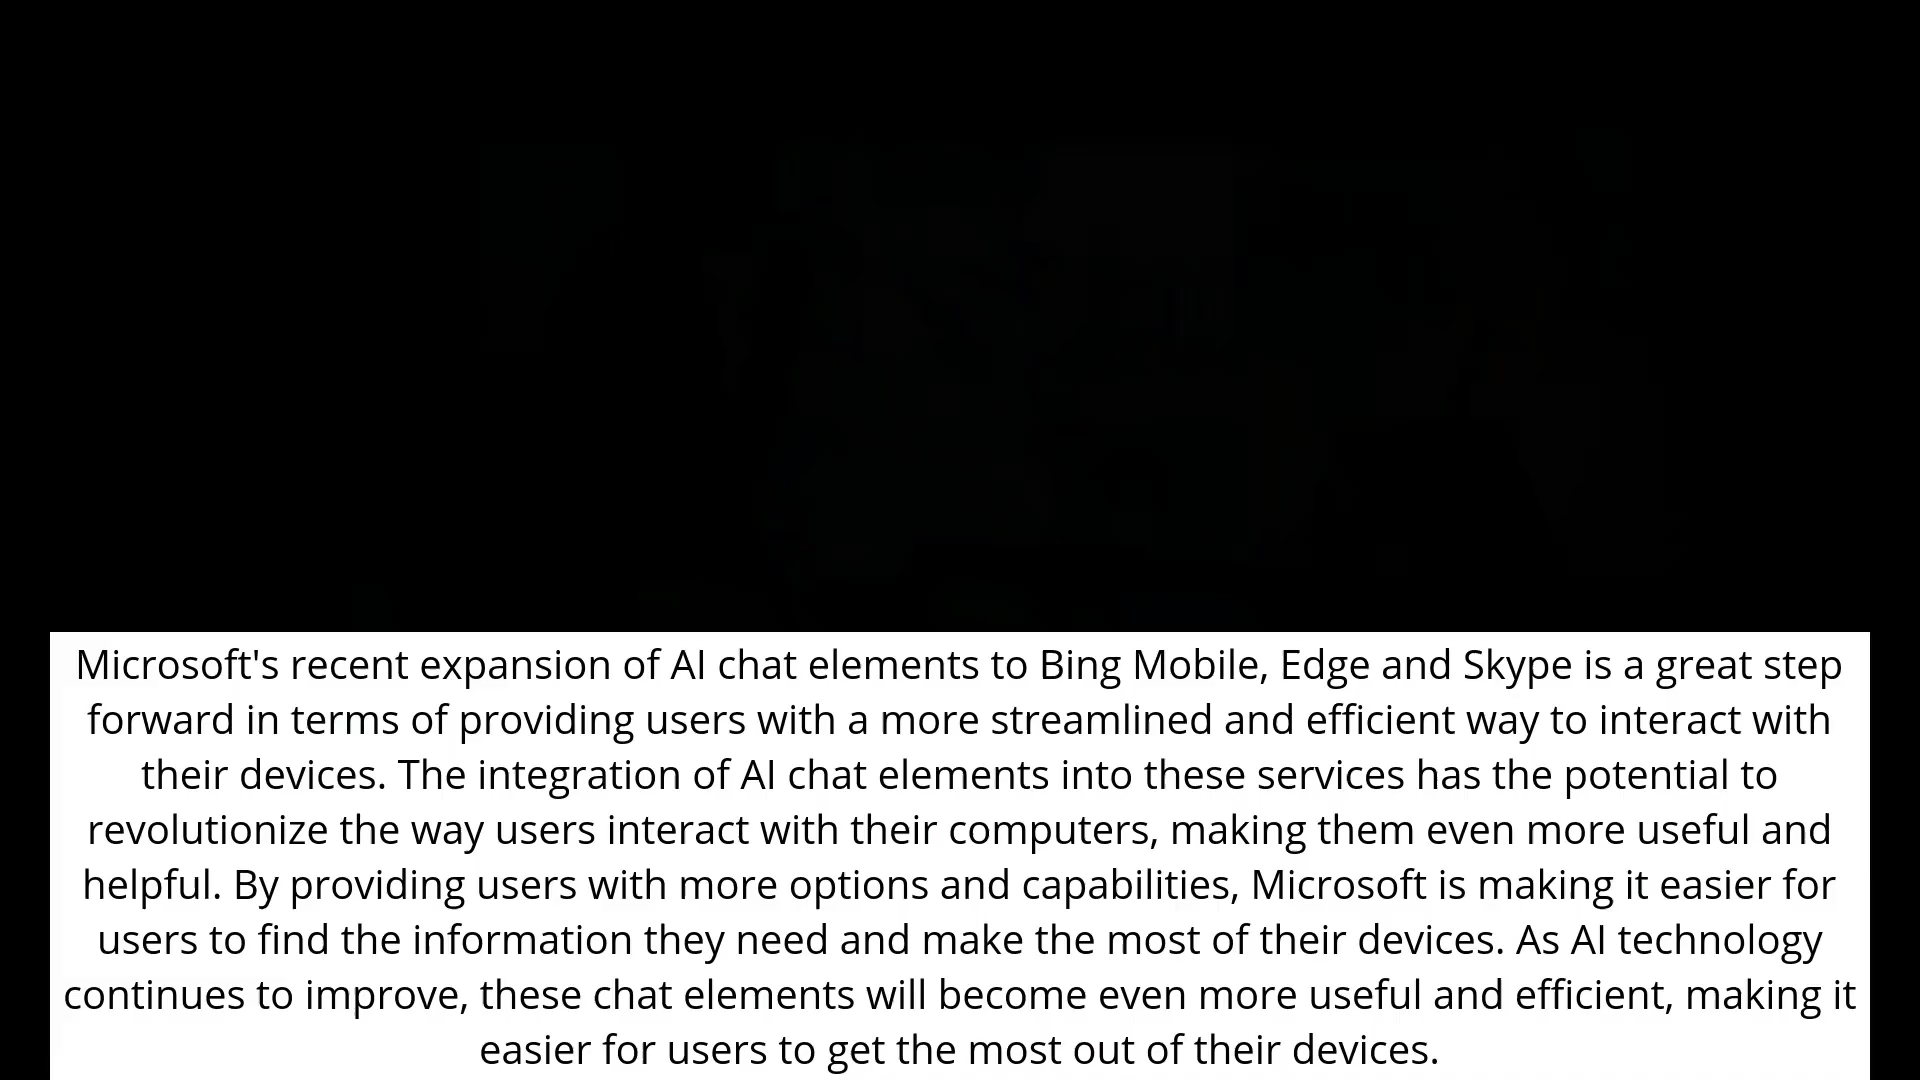 Microsoft's recent expansion of AI chat elements to Bing Mobile, Edge and Skype is a great step
forward in terms of providing users with a more streamlined and efficient way to interact with
their devices. The integration of AI chat elements into these services has the potential to
revolutionize the way users interact with their computers, making them even more useful and
helpful. By providing users with more options and capabilities, Microsoft is making it easier for
users to find the information they need and make the most of their devices. As AI technology
continues to improve, these chat elements will become even more useful and efficient, making it
easier for users to get the most out of their devices.